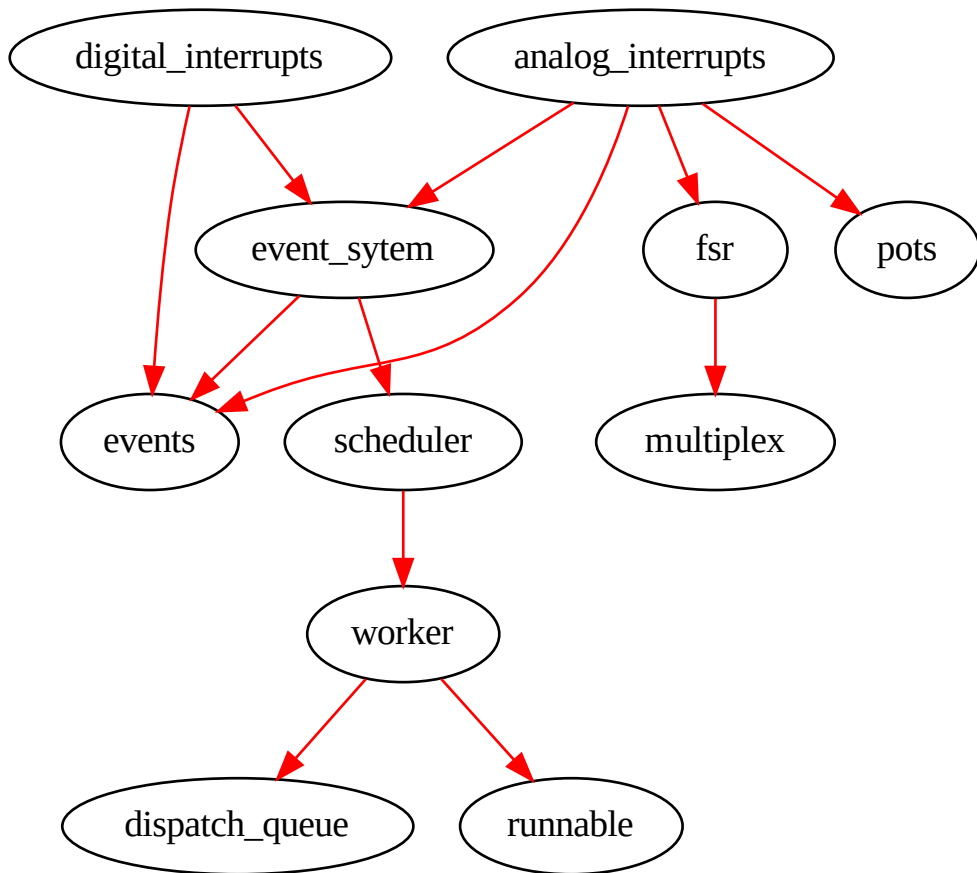 digital_interrupts
analog_interrupts
event_sytem
fsr
pots
events
scheduler
multiplex
worker
dispatch_queue
runnable